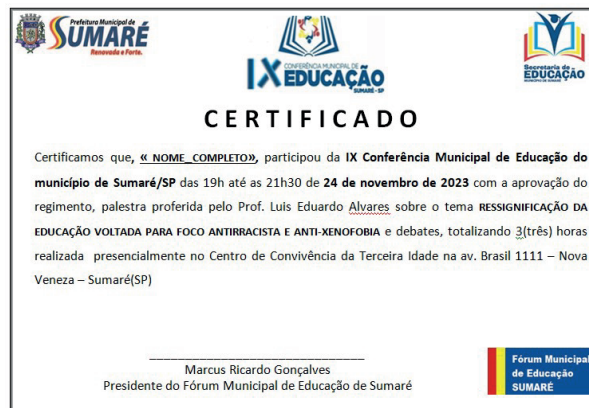 Prefeitura Municipal de
SUMARÉ
Renovada e Forte.
CONFERÊNCIA MUNICIPAL DE
IX EDUCAÇÃO
SUMARÉ - SP
Secretaria de
EDUCAÇÃO
MUNICÍPIO DE SUMARÉ
CERTIFICADO
Certificamos que, « NOME_COMPLETO», participou da IX Conferência Municipal de Educação do
município de Sumaré/SP das 19h até as 21h30 de 24 de novembro de 2023 com a aprovação do
regimento, palestra proferida pelo Prof. Luis Eduardo Alvares sobre o tema RESSIGNIFICAÇÃO DA
EDUCAÇÃO VOLTADA PARA FOCO ANTIRRACISTA E ANTI-XENOFOBIA e debates, totalizando 3(três) horas
realizada presencialmente no Centro de Convivência da Terceira Idade na av. Brasil 1111 – Nova
Veneza – Sumaré(SP)
Marcus Ricardo Gonçalves
Presidente do Fórum Municipal de Educação de Sumaré
Fórum Municipal
de Educação
SUMARÉ